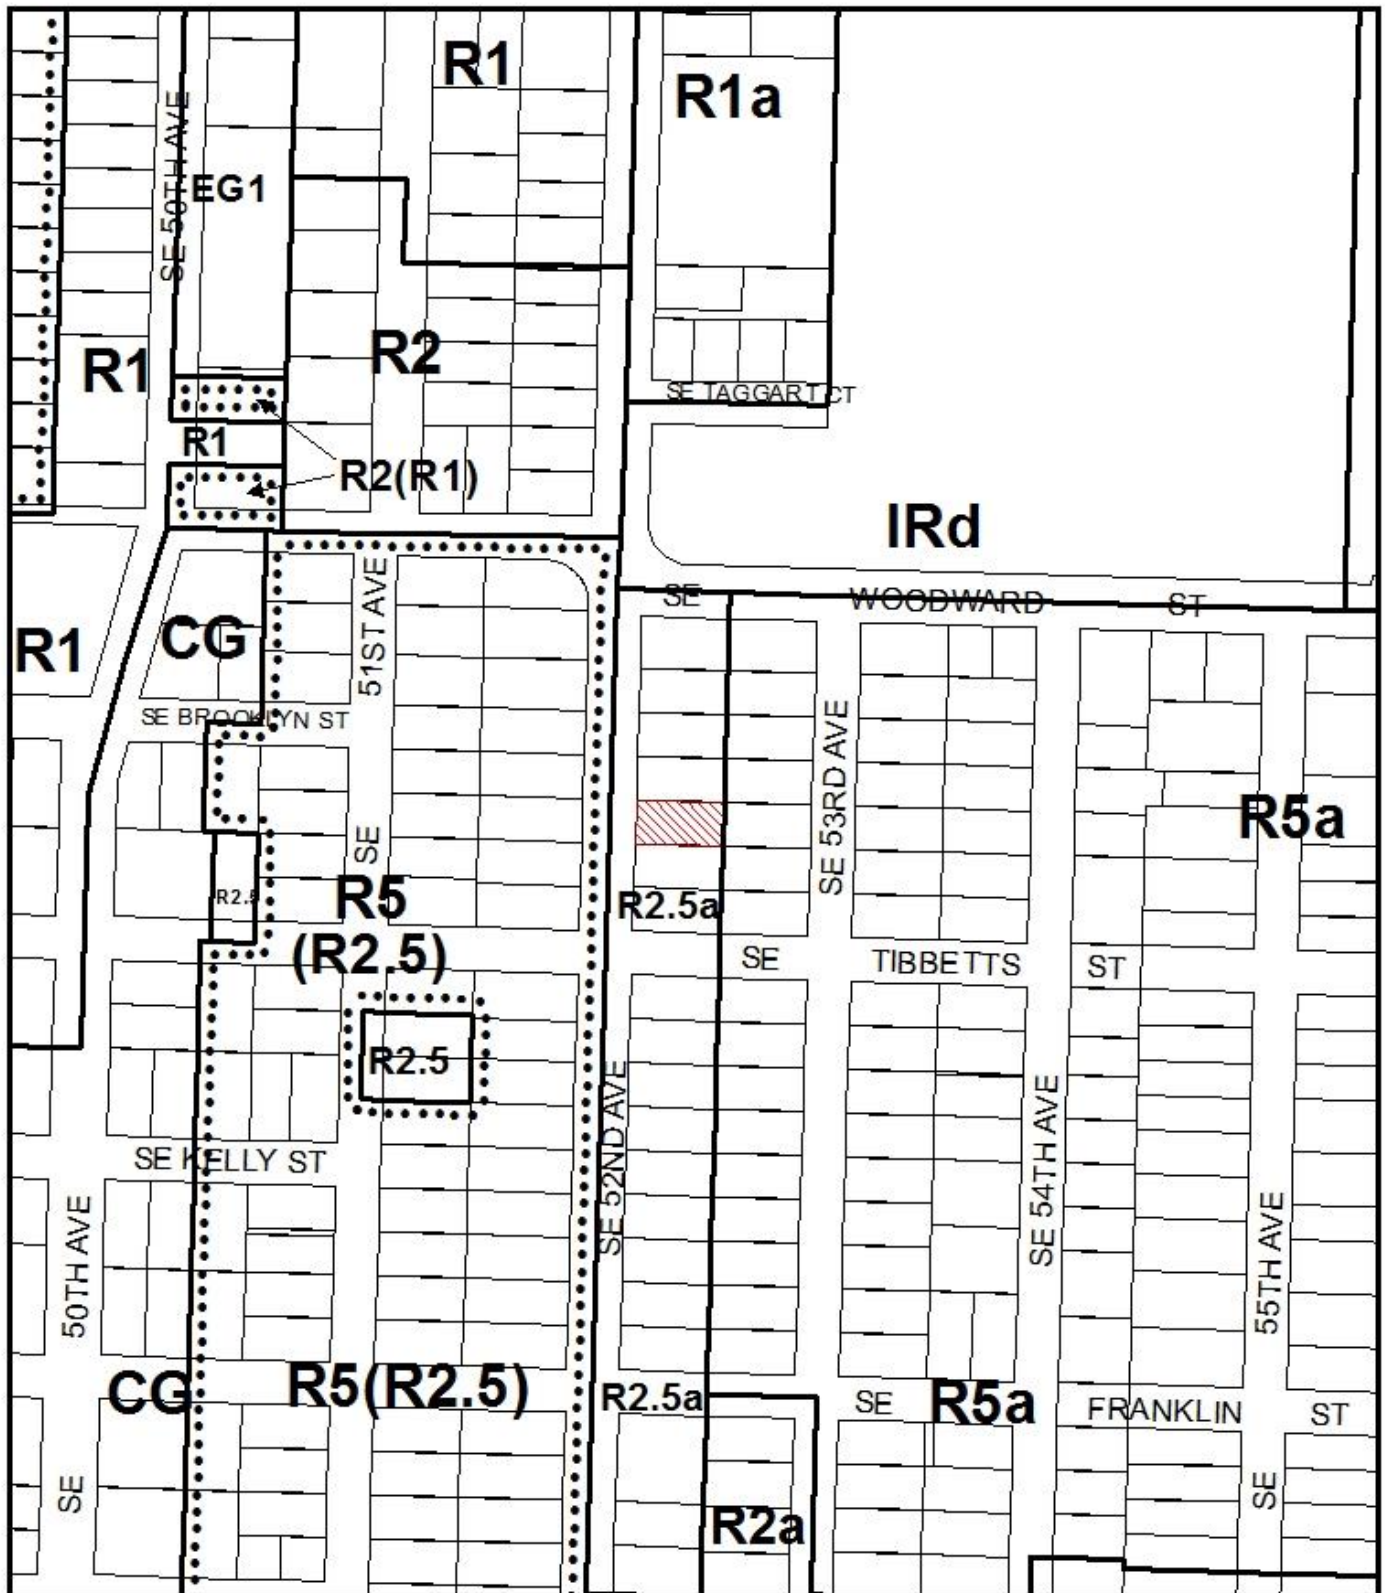 R1
R1a
SE 50TH AVE
EG1
R2
R1
SE TAGGART CT
R1
R2(R1)
IRd
SE WOODWARD ST
51ST AVE
CG
R1
SE BROOKLYN ST
SE 53RD AVE
R5a
SE
R2.5
R5
(R2.5)
R2.5a
SE TIBBETTS ST
R2.5
SE 52ND AVE
SE 54TH AVE
SE KELLY ST
50TH AVE
55TH AVE
CG
R5(R2.5)
R2.5a
SE
R5a
FRANKLIN ST
SE
SE
R2a